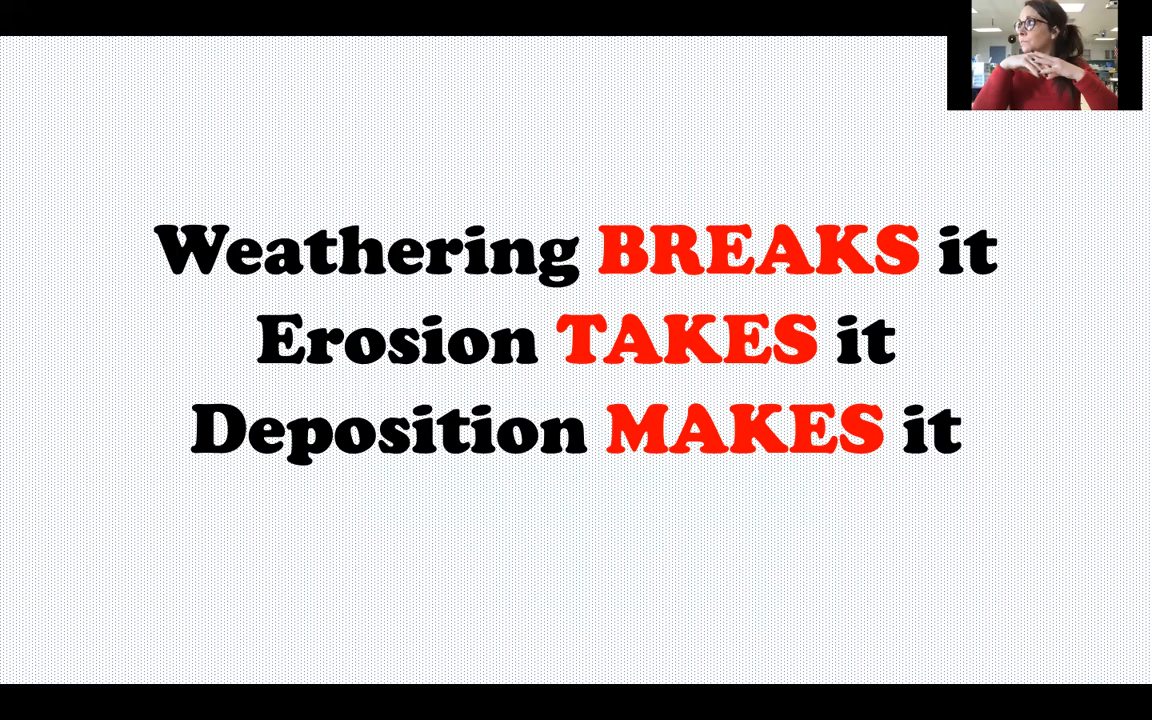 Weathering BREAKS it
Erosion TAKES it
Deposition MAKES it